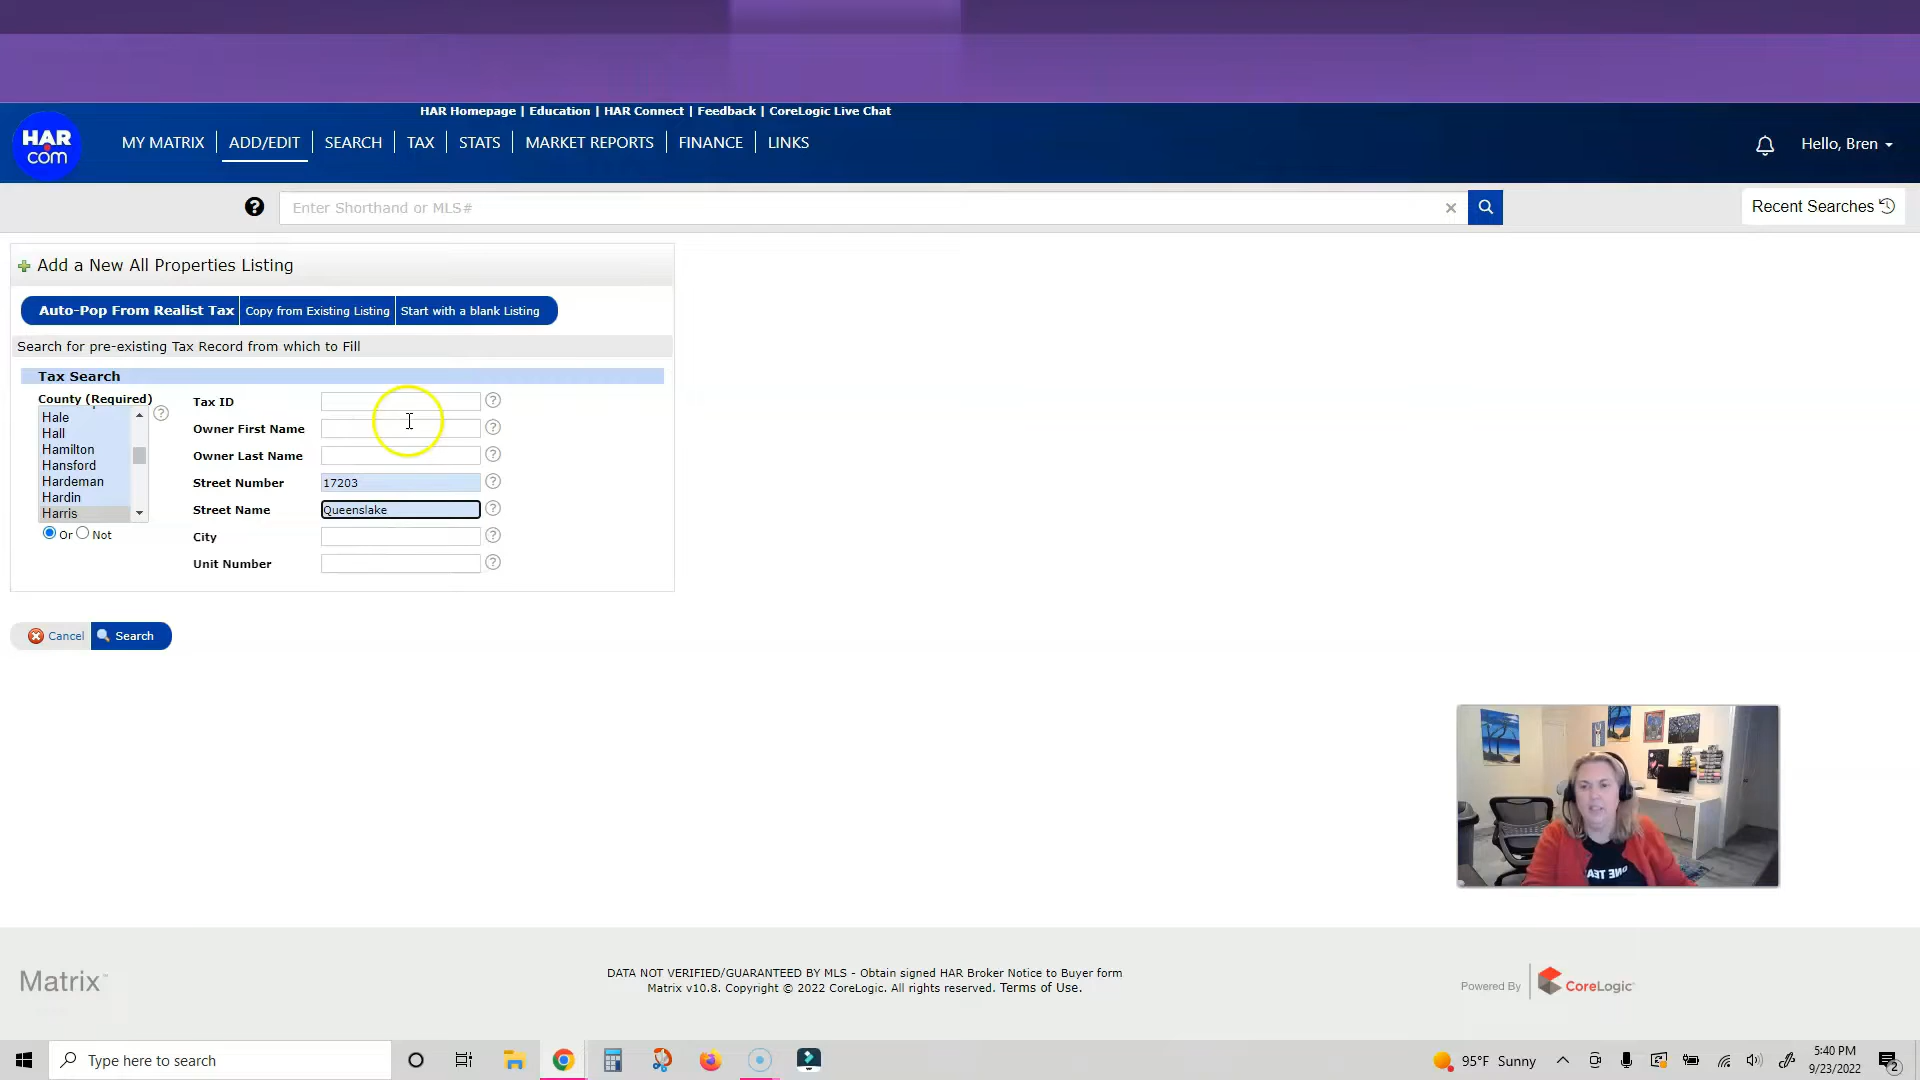 HAR Homepage | Education | HAR Connect | Feedback | CoreLogic Live Chat
HAR
com
MY MATRIX
ADD/EDIT
SEARCH
TAX
STATS
MARKET REPORTS
FINANCE
LINKS
Hello, Bren
Enter Shorthand or MLS#
Recent Searches
Add a New All Properties Listing
Auto-Pop From Realist Tax
Copy from Existing Listing
Start with a blank Listing
Search for pre-existing Tax Record from which to Fill
Tax Search
County (Required)
Hale
Hall
Hamilton
Hansford
Hardeman
Hardin
Harris
Or Not
Tax ID
Owner First Name
Owner Last Name
Street Number 17203
Street Name Queenslake
City
Unit Number
Cancel
Search
ONE TEA
Matrix™
DATA NOT VERIFIED/GUARANTEED BY MLS - Obtain signed HAR Broker Notice to Buyer form
Matrix v10.8. Copyright © 2022 CoreLogic. All rights reserved. Terms of Use.
Powered By
CoreLogic
Type here to search
95°F Sunny
5:40 PM
9/23/2022
2